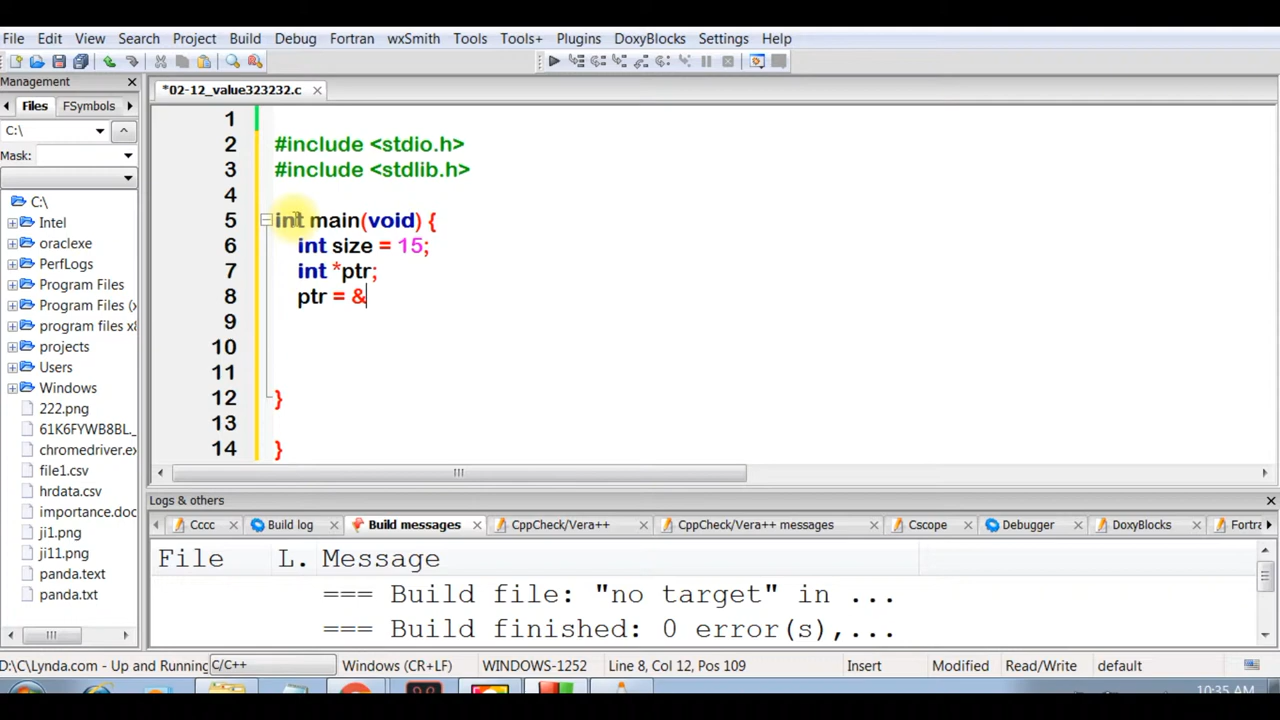 File Edit View Search Project Build Debug Fortran wxSmith Tools Tools+ Plugins DoxyBlocks Settings Help
Management
*02-12_value323232.c
Files FSymbols
C:\
Mask:
C:\
Intel
oraclexe
PerfLogs
Program Files
Program Files (x
program files x8
projects
Users
Windows
222.png
61K6FYWB8BL._
chromedriver.ex
file1.csv
hrdata.csv
importance.doc
ji1.png
ji11.png
panda.text
panda.txt
1
2 #include <stdio.h>
3 #include <stdlib.h>
4
5 int main(void) {
6 int size = 15;
7 int *ptr;
8 ptr = &
9
10
11
12 }
13
14 }
Logs & others
Cccc Build log Build messages CppCheck/Vera++ CppCheck/Vera++ messages Cscope Debugger DoxyBlocks Fortra
File L. Message
=== Build file: "no target" in ...
=== Build finished: 0 error(s),...
D:\C\Lynda.com - Up and Running C/C++ Windows (CR+LF) WINDOWS-1252 Line 8, Col 12, Pos 109 Insert Modified Read/Write default
10:35 AM